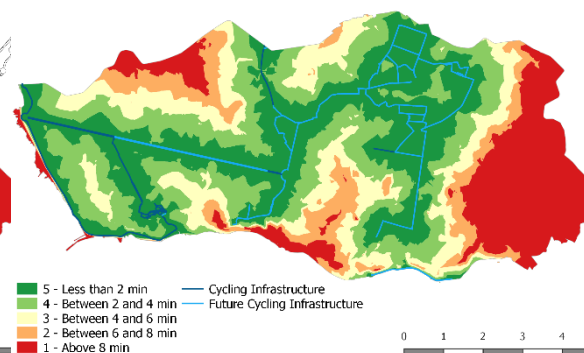 5 - Less than 2 min
4 - Between 2 and 4 min
3 - Between 4 and 6 min
2 - Between 6 and 8 min
1 - Above 8 min
Cycling Infrastructure
Future Cycling Infrastructure
0 1 2 3 4